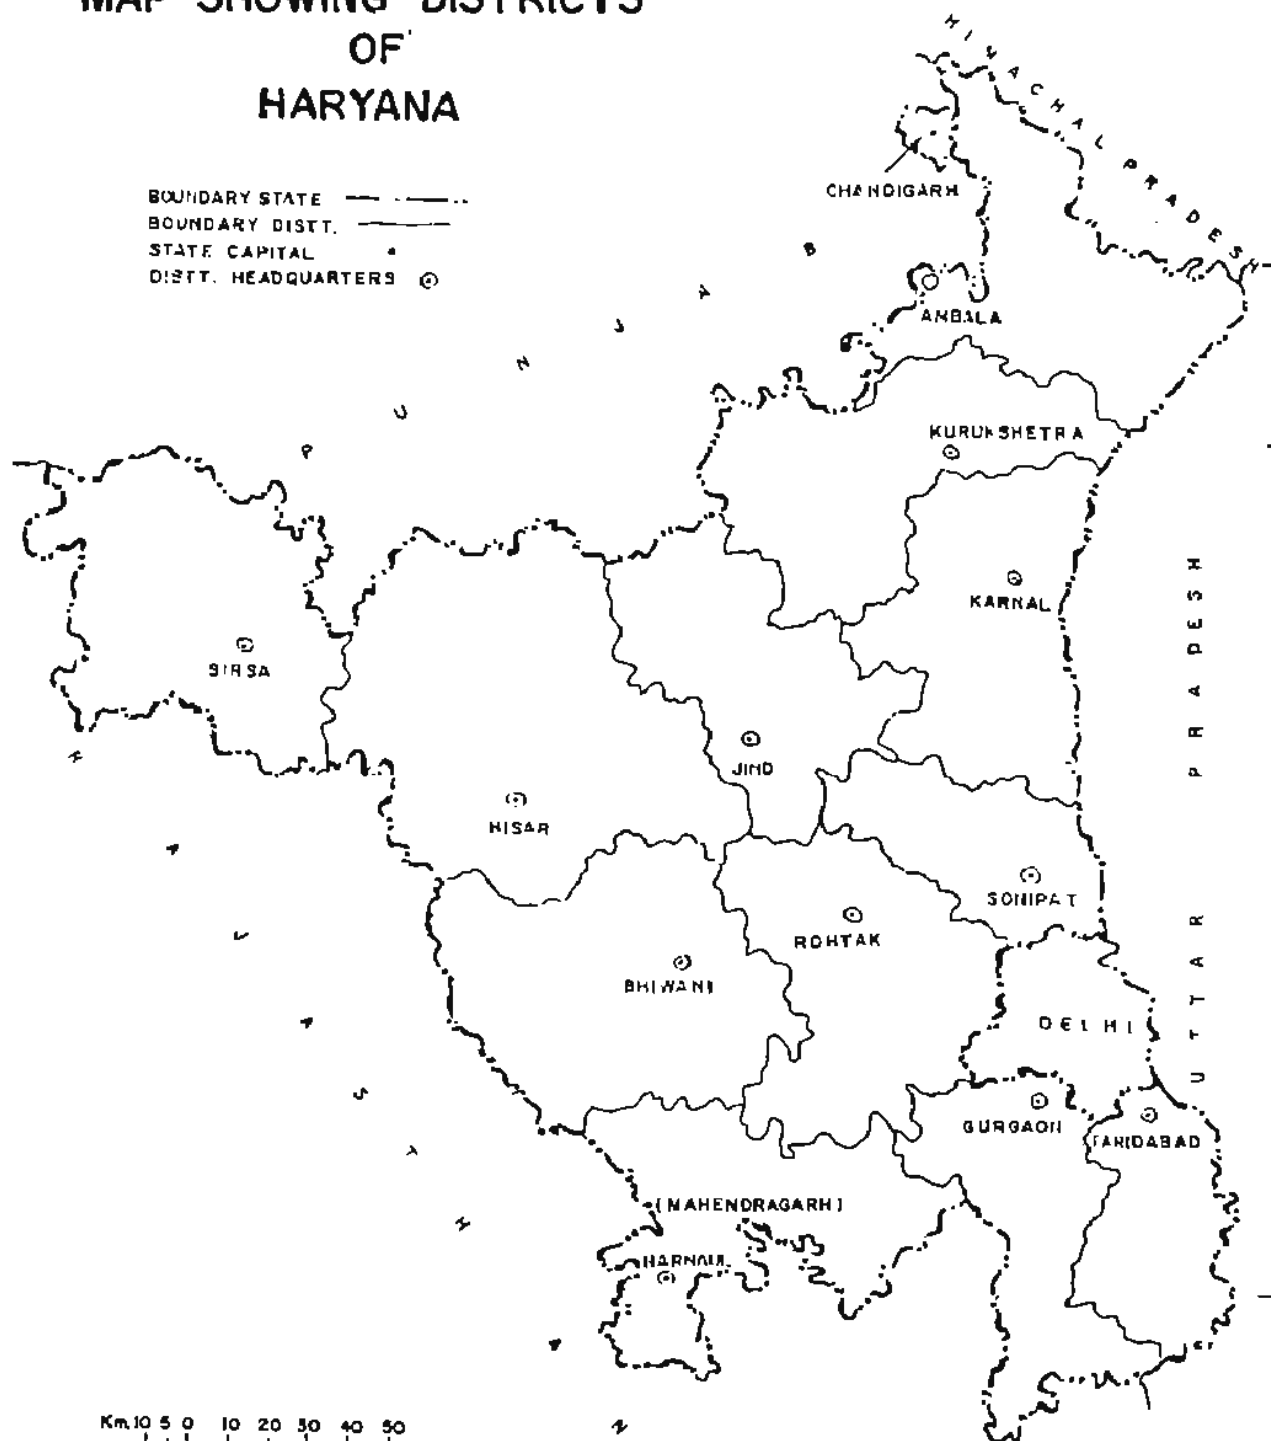 MAP SHOWING DISTRICTS
OF
HARYANA
BOUNDARY STATE
BOUNDARY DISTT.
STATE CAPITAL
DISTT. HEADQUARTERS
HIMACHAL PRADESH
CHANDIGARH
PUNJAB
AMBALA
KURUKSHETRA
KARNAL
SIRSA
JIND
HISAR
SONIPAT
ROHTAK
BHIWANI
DELHI
UTTAR PRADESH
GURGAON
FARIDABAD
[MAHENDRAGARH]
NARNAUL
RAJASTHAN
Km. 10 5 0 10 20 30 40 50